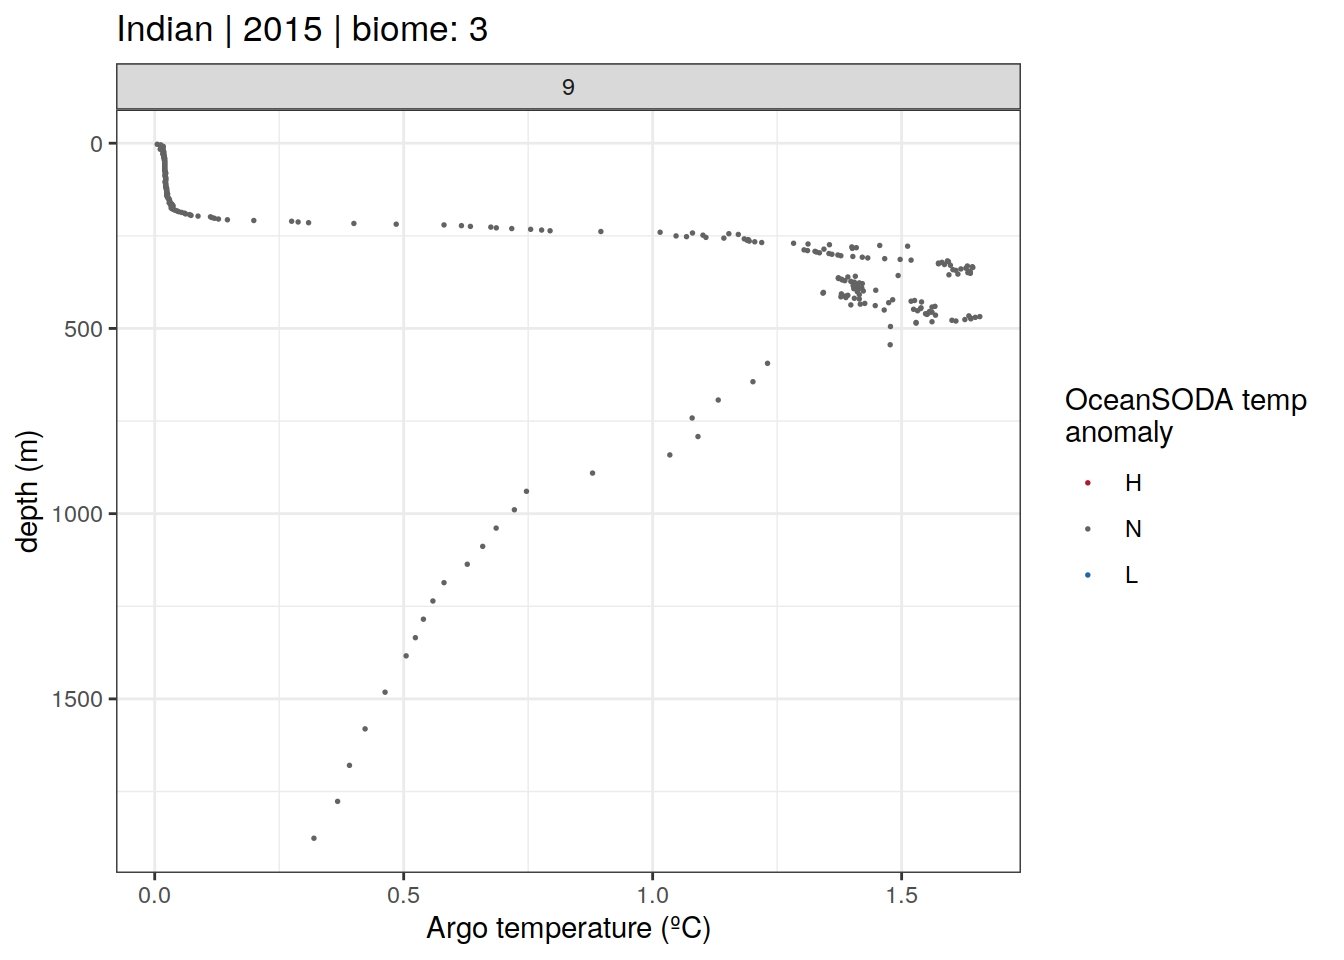 Indian | 2015 | biome: 3
9
0
500
1000
1500
depth (m)
0.0
0.5
1.0
1.5
Argo temperature (ºC)
OceanSODA temp
anomaly
H
N
L